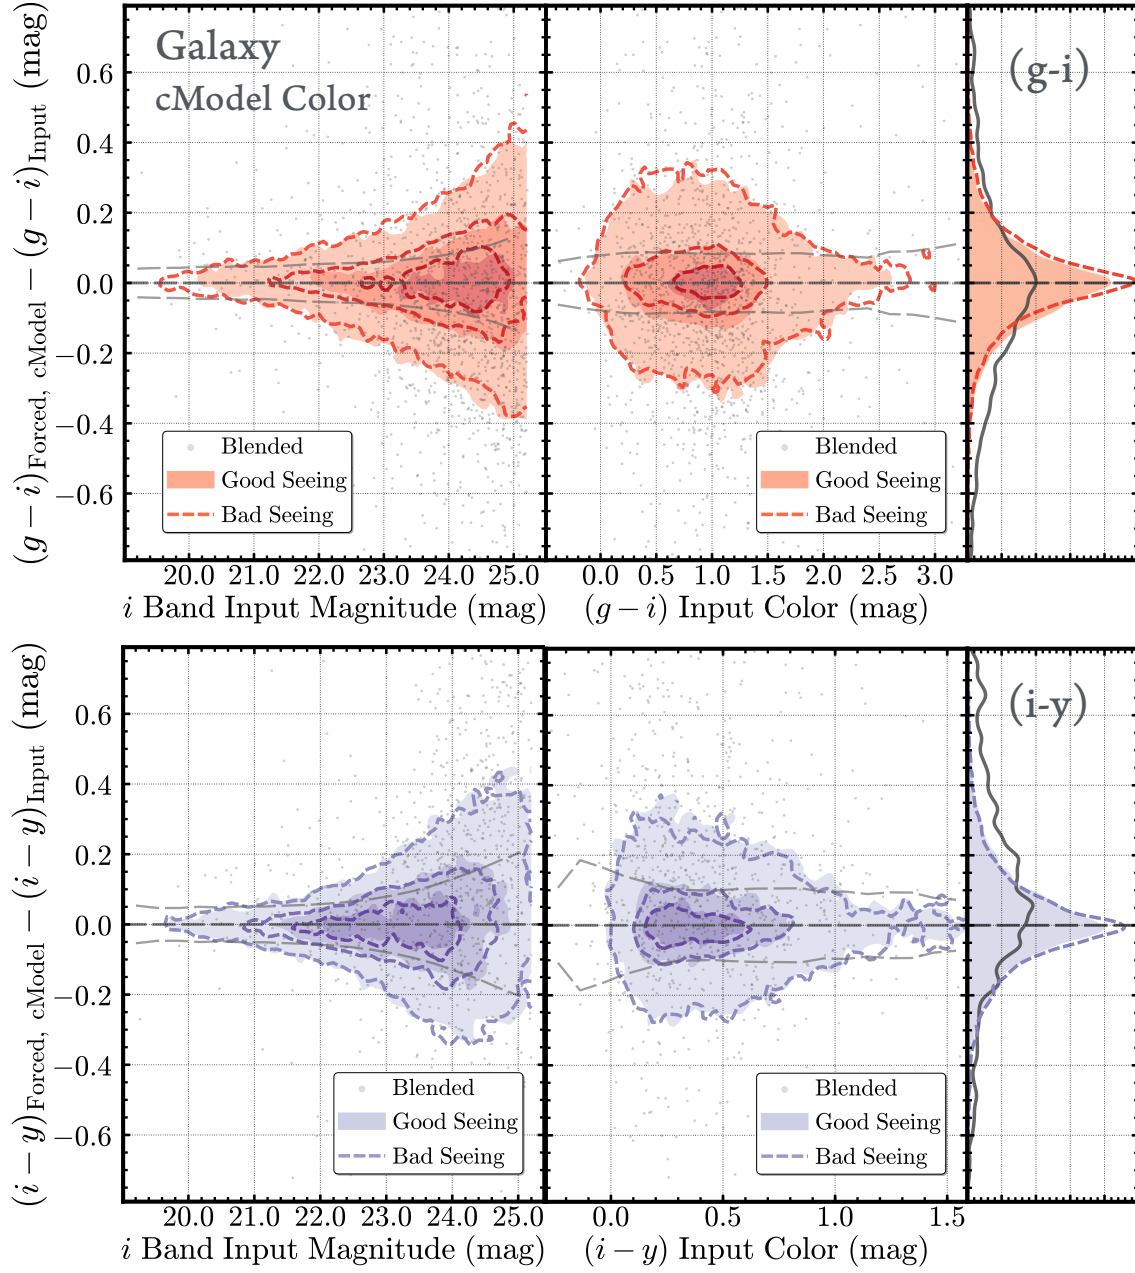 (g − i)Forced, cModel − (g − i)Input (mag)
Galaxy
cModel Color
(g-i)
0.6
0.4
0.2
0.0
−0.2
−0.4
−0.6
Blended
Good Seeing
Bad Seeing
Blended
Good Seeing
Bad Seeing
20.0 21.0 22.0 23.0 24.0 25.0
0.0 0.5 1.0 1.5 2.0 2.5 3.0
i Band Input Magnitude (mag)
(g − i) Input Color (mag)
(i − y)Forced, cModel − (i − y)Input (mag)
(i-y)
0.6
0.4
0.2
0.0
−0.2
−0.4
−0.6
Blended
Good Seeing
Bad Seeing
Blended
Good Seeing
Bad Seeing
20.0 21.0 22.0 23.0 24.0 25.0
0.0 0.5 1.0 1.5
i Band Input Magnitude (mag)
(i − y) Input Color (mag)